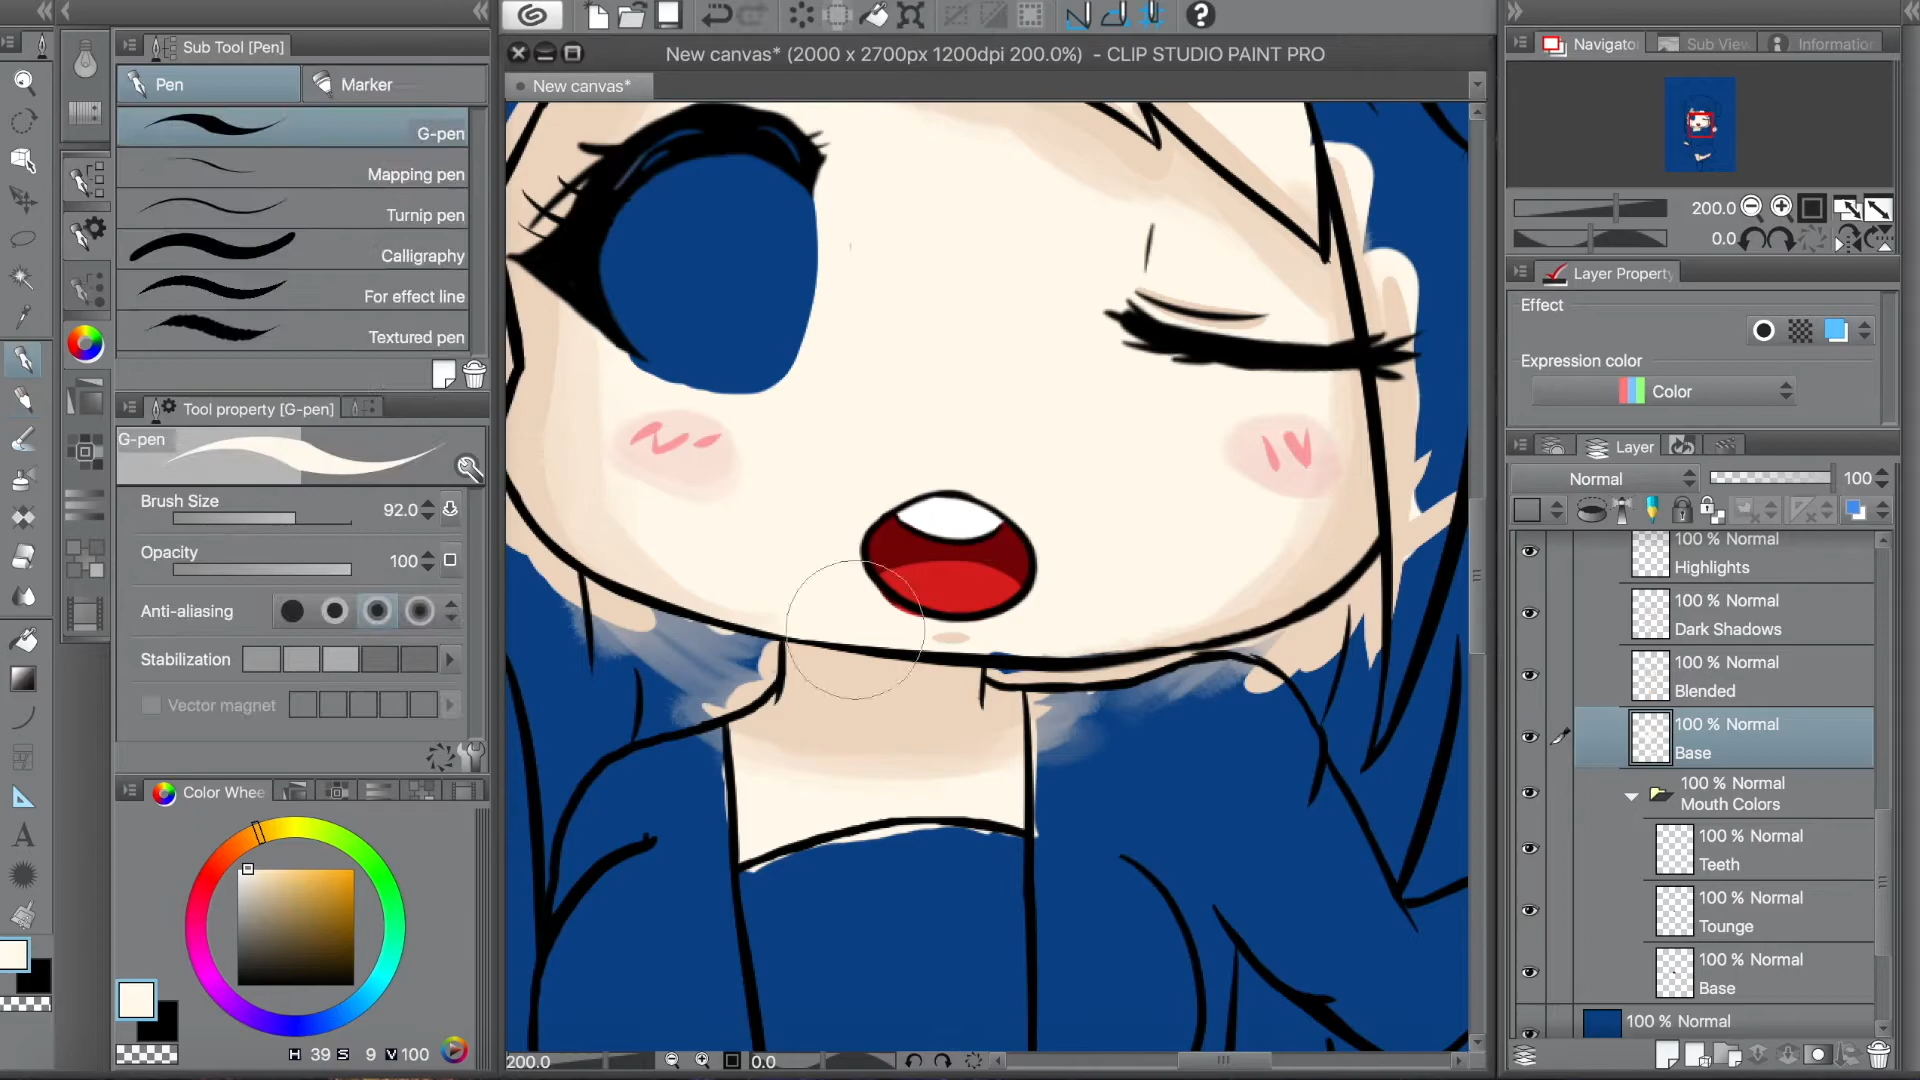 Sub Tool [Pen]
Pen
Marker
G-pen
Mapping pen
Turnip pen
Calligraphy
For effect line
Textured pen
Tool property [G-pen]
G-pen
Brush Size
92.0
Opacity
100
Anti-aliasing
Stabilization
Vector magnet
Color Whee
H 39 S 9 V 100
New canvas* (2000 x 2700px 1200dpi 200.0%) - CLIP STUDIO PAINT PRO
New canvas*
200.0
0.0
Navigator
Sub View
Information
200.0
0.0
Layer Property
Effect
Expression color
Color
Layer
Normal
100
100 % Normal
Highlights
100 % Normal
Dark Shadows
100 % Normal
Blended
100 % Normal
Base
100 % Normal
Mouth Colors
100 % Normal
Teeth
100 % Normal
Tounge
100 % Normal
Base
100 % Normal